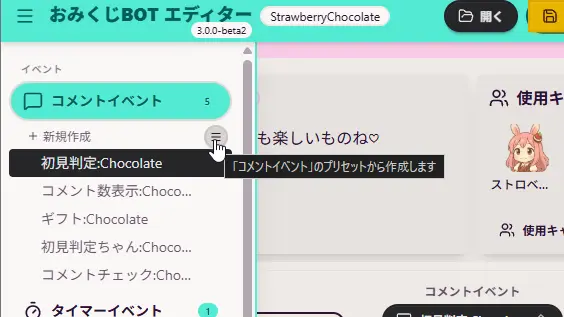 おみくじBOT エディター
3.0.0-beta2
StrawberryChocolate
開く
イベント
コメントイベント
5
+ 新規作成
初見判定:Chocolate
コメント数表示:Choco...
ギフト:Chocolate
初見判定ちゃん:Choco...
コメントチェック:Cho...
タイマーイベント
1
も楽しいものね♡
「コメントイベント」のプリセットから作成します
使用キ
ストロベ...
使用キャ
コメントイベント